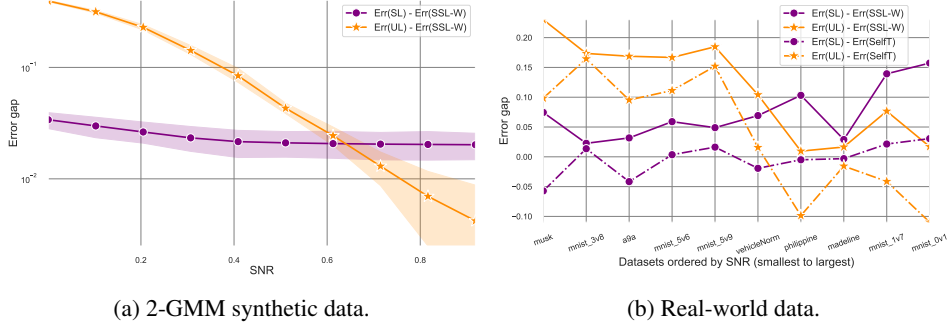 Err(SL) - Err(SSL-W)
Err(UL) - Err(SSL-W)
Error gap
10⁻¹
10⁻²
0.2
0.4
0.6
0.8
SNR
(a) 2-GMM synthetic data.
Err(SL) - Err(SSL-W)
Err(UL) - Err(SSL-W)
Err(SL) - Err(SelfT)
Err(UL) - Err(SelfT)
Error gap
0.20
0.15
0.10
0.05
0.00
−0.05
−0.10
musk
mnist_3v8
a9a
mnist_5v6
mnist_5v9
vehicleNorm
philippine
madeline
mnist_1v7
mnist_0v1
Datasets ordered by SNR (smallest to largest)
(b) Real-world data.